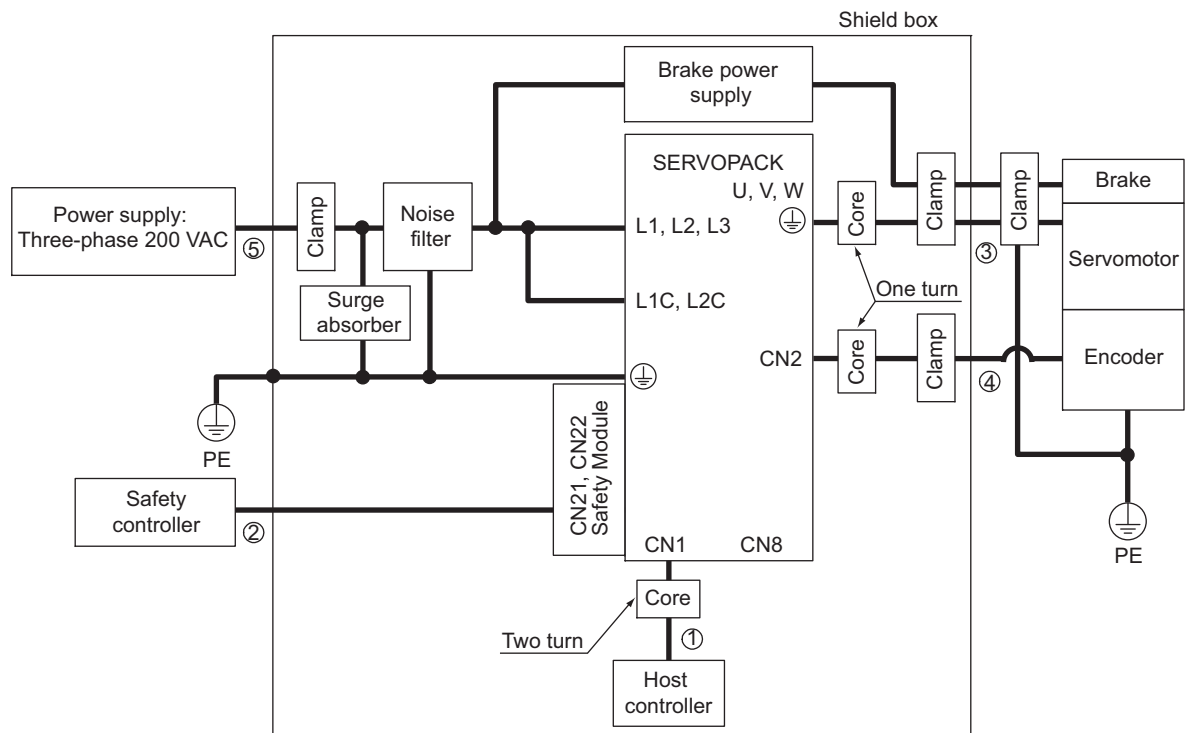 Shield box
Brake power
supply
SERVOPACK
U, V, W
Power supply:
Three-phase 200 VAC
⑤
Clamp
Noise
filter
L1, L2, L3
Core
Clamp
Clamp
③
Brake
Servomotor
Surge
absorber
L1C, L2C
One turn
CN2
Core
Clamp
④
Encoder
PE
CN21, CN22
Safety Module
Safety
controller
②
PE
CN1
CN8
Core
Two turn
①
Host
controller